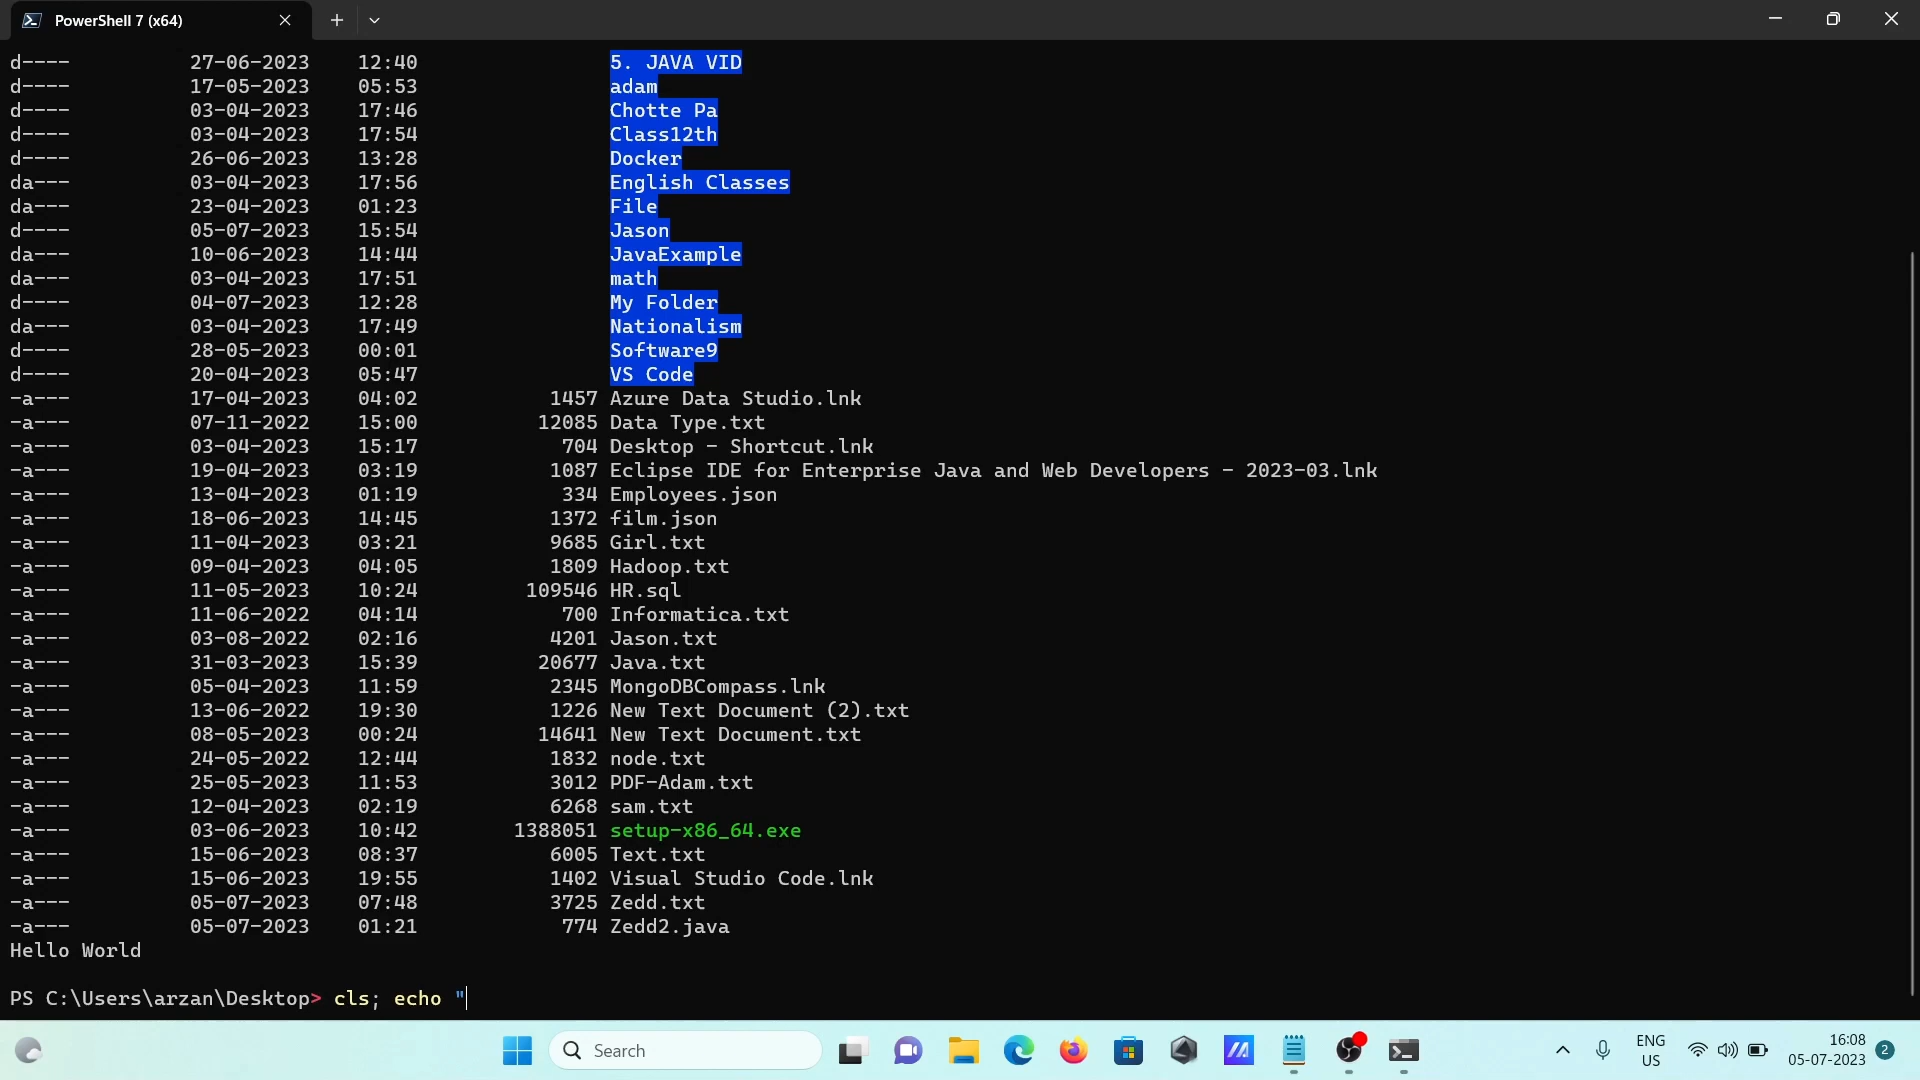 PowerShell 7 (x64)
d---- 27-06-2023 12:40 5. JAVA VID
d---- 17-05-2023 05:53 adam
d---- 03-04-2023 17:46 Chotte Pa
d---- 03-04-2023 17:54 Class12th
d---- 26-06-2023 13:28 Docker
da--- 03-04-2023 17:56 English Classes
da--- 23-04-2023 01:23 File
d---- 05-07-2023 15:54 Jason
da--- 10-06-2023 14:44 JavaExample
da--- 03-04-2023 17:51 math
d---- 04-07-2023 12:28 My Folder
da--- 03-04-2023 17:49 Nationalism
d---- 28-05-2023 00:01 Software9
d---- 20-04-2023 05:47 VS Code
-a--- 17-04-2023 04:02 1457 Azure Data Studio.lnk
-a--- 07-11-2022 15:00 12085 Data Type.txt
-a--- 03-04-2023 15:17 704 Desktop - Shortcut.lnk
-a--- 19-04-2023 03:19 1087 Eclipse IDE for Enterprise Java and Web Developers - 2023-03.lnk
-a--- 13-04-2023 01:19 334 Employees.json
-a--- 18-06-2023 14:45 1372 film.json
-a--- 11-04-2023 03:21 9685 Girl.txt
-a--- 09-04-2023 04:05 1809 Hadoop.txt
-a--- 11-05-2023 10:24 109546 HR.sql
-a--- 11-06-2022 04:14 700 Informatica.txt
-a--- 03-08-2022 02:16 4201 Jason.txt
-a--- 31-03-2023 15:39 20677 Java.txt
-a--- 05-04-2023 11:59 2345 MongoDBCompass.lnk
-a--- 13-06-2022 19:30 1226 New Text Document (2).txt
-a--- 08-05-2023 00:24 14641 New Text Document.txt
-a--- 24-05-2022 12:44 1832 node.txt
-a--- 25-05-2023 11:53 3012 PDF-Adam.txt
-a--- 12-04-2023 02:19 6268 sam.txt
-a--- 03-06-2023 10:42 1388051 setup-x86_64.exe
-a--- 15-06-2023 08:37 6005 Text.txt
-a--- 15-06-2023 19:55 1402 Visual Studio Code.lnk
-a--- 05-07-2023 07:48 3725 Zedd.txt
-a--- 05-07-2023 01:21 774 Zedd2.java
Hello World
PS C:\Users\arzan\Desktop> cls; echo "
Search
ENG
US
16:08
05-07-2023
2